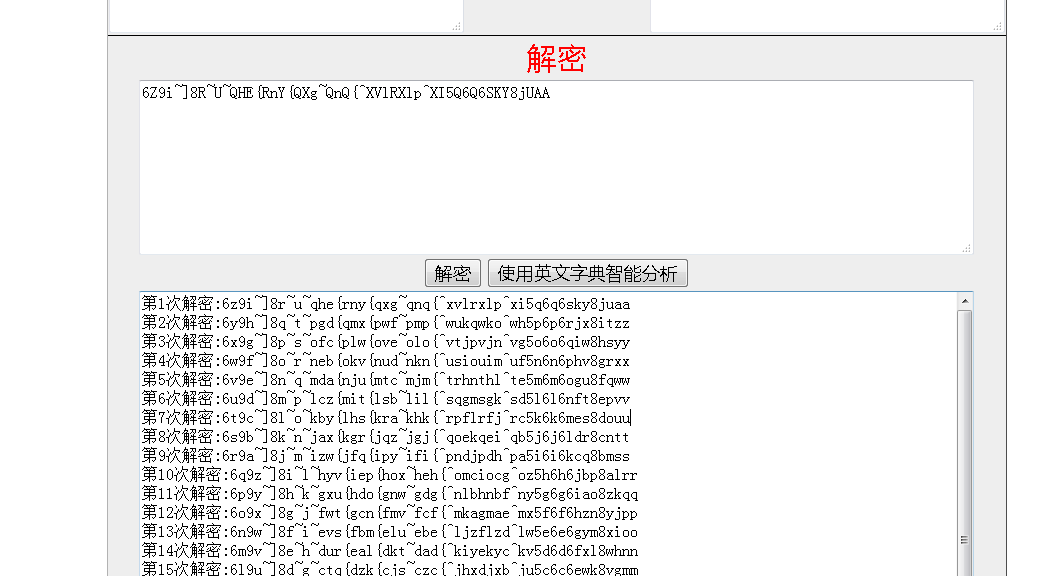 解密
6Z9i~]8R~U~QHE{RnY{QXg~QnQ{^XVlRXlp^XI5Q6Q6SKY8jUAA
解密
使用英文字典智能分析
第1次解密:6z9i~]8r~u~qhe{rny{qxg~qnq{^xvlrxlp^xi5q6q6sky8juaa
第2次解密:6y9h~]8q~t~pgd{qmx{pwf~pmp{^wukqwko^wh5p6p6rjx8itzz
第3次解密:6x9g~]8p~s~ofc{plw{ove~olo{^vtjpvjn^vg5o6o6qiw8hsyy
第4次解密:6w9f~]8o~r~neb{okv{nud~nkn{^usiouim^uf5n6n6phv8grxx
第5次解密:6v9e~]8n~q~mda{nju{mtc~mjm{^trhnthl^te5m6m6ogu8fqww
第6次解密:6u9d~]8m~p~lcz{mit{lsb~lil{^sqgmsgk^sd5l6l6nft8epvv
第7次解密:6t9c~]8l~o~kby{lhs{kra~khk{^rpflrfj^rc5k6k6mes8douu
第8次解密:6s9b~]8k~n~jax{kgr{jqz~jgj{^qoekqei^qb5j6j6ldr8cntt
第9次解密:6r9a~]8j~m~izw{jfq{ipy~ifi{^pndjpdh^pa5i6i6kcq8bmss
第10次解密:6q9z~]8i~l~hyv{iep{hox~heh{^omciocg^oz5h6h6jbp8alrr
第11次解密:6p9y~]8h~k~gxu{hdo{gnw~gdg{^nlbhnbf^ny5g6g6iao8zkqq
第12次解密:6o9x~]8g~j~fwt{gcn{fmv~fcf{^mkagmae^mx5f6f6hzn8yjpp
第13次解密:6n9w~]8f~i~evs{fbm{elu~ebe{^ljzflzd^lw5e6e6gym8xioo
第14次解密:6m9v~]8e~h~dur{eal{dkt~dad{^kiyekyc^kv5d6d6fxl8whnn
第15次解密:6l9u~]8d~g~ctq{dzk{cjs~czc{^jhxdjxb^ju5c6c6ewk8vgmm